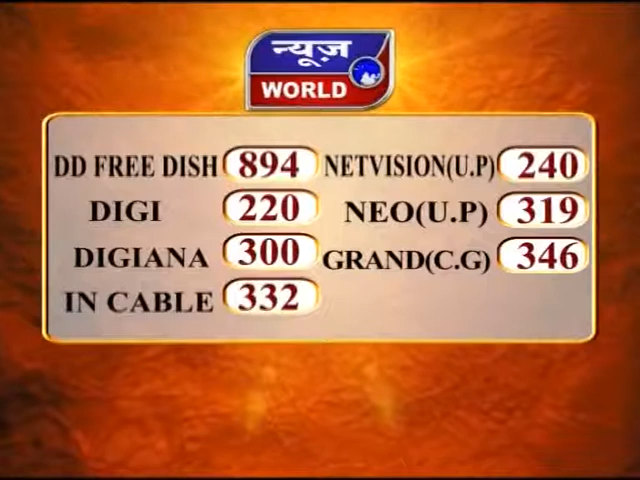 न्यूज़
WORLD
DD FREE DISH 894 NETVISION(U.P) 240
DIGI 220 NEO(U.P) 319
DIGIANA 300 GRAND(C.G) 346
IN CABLE 332